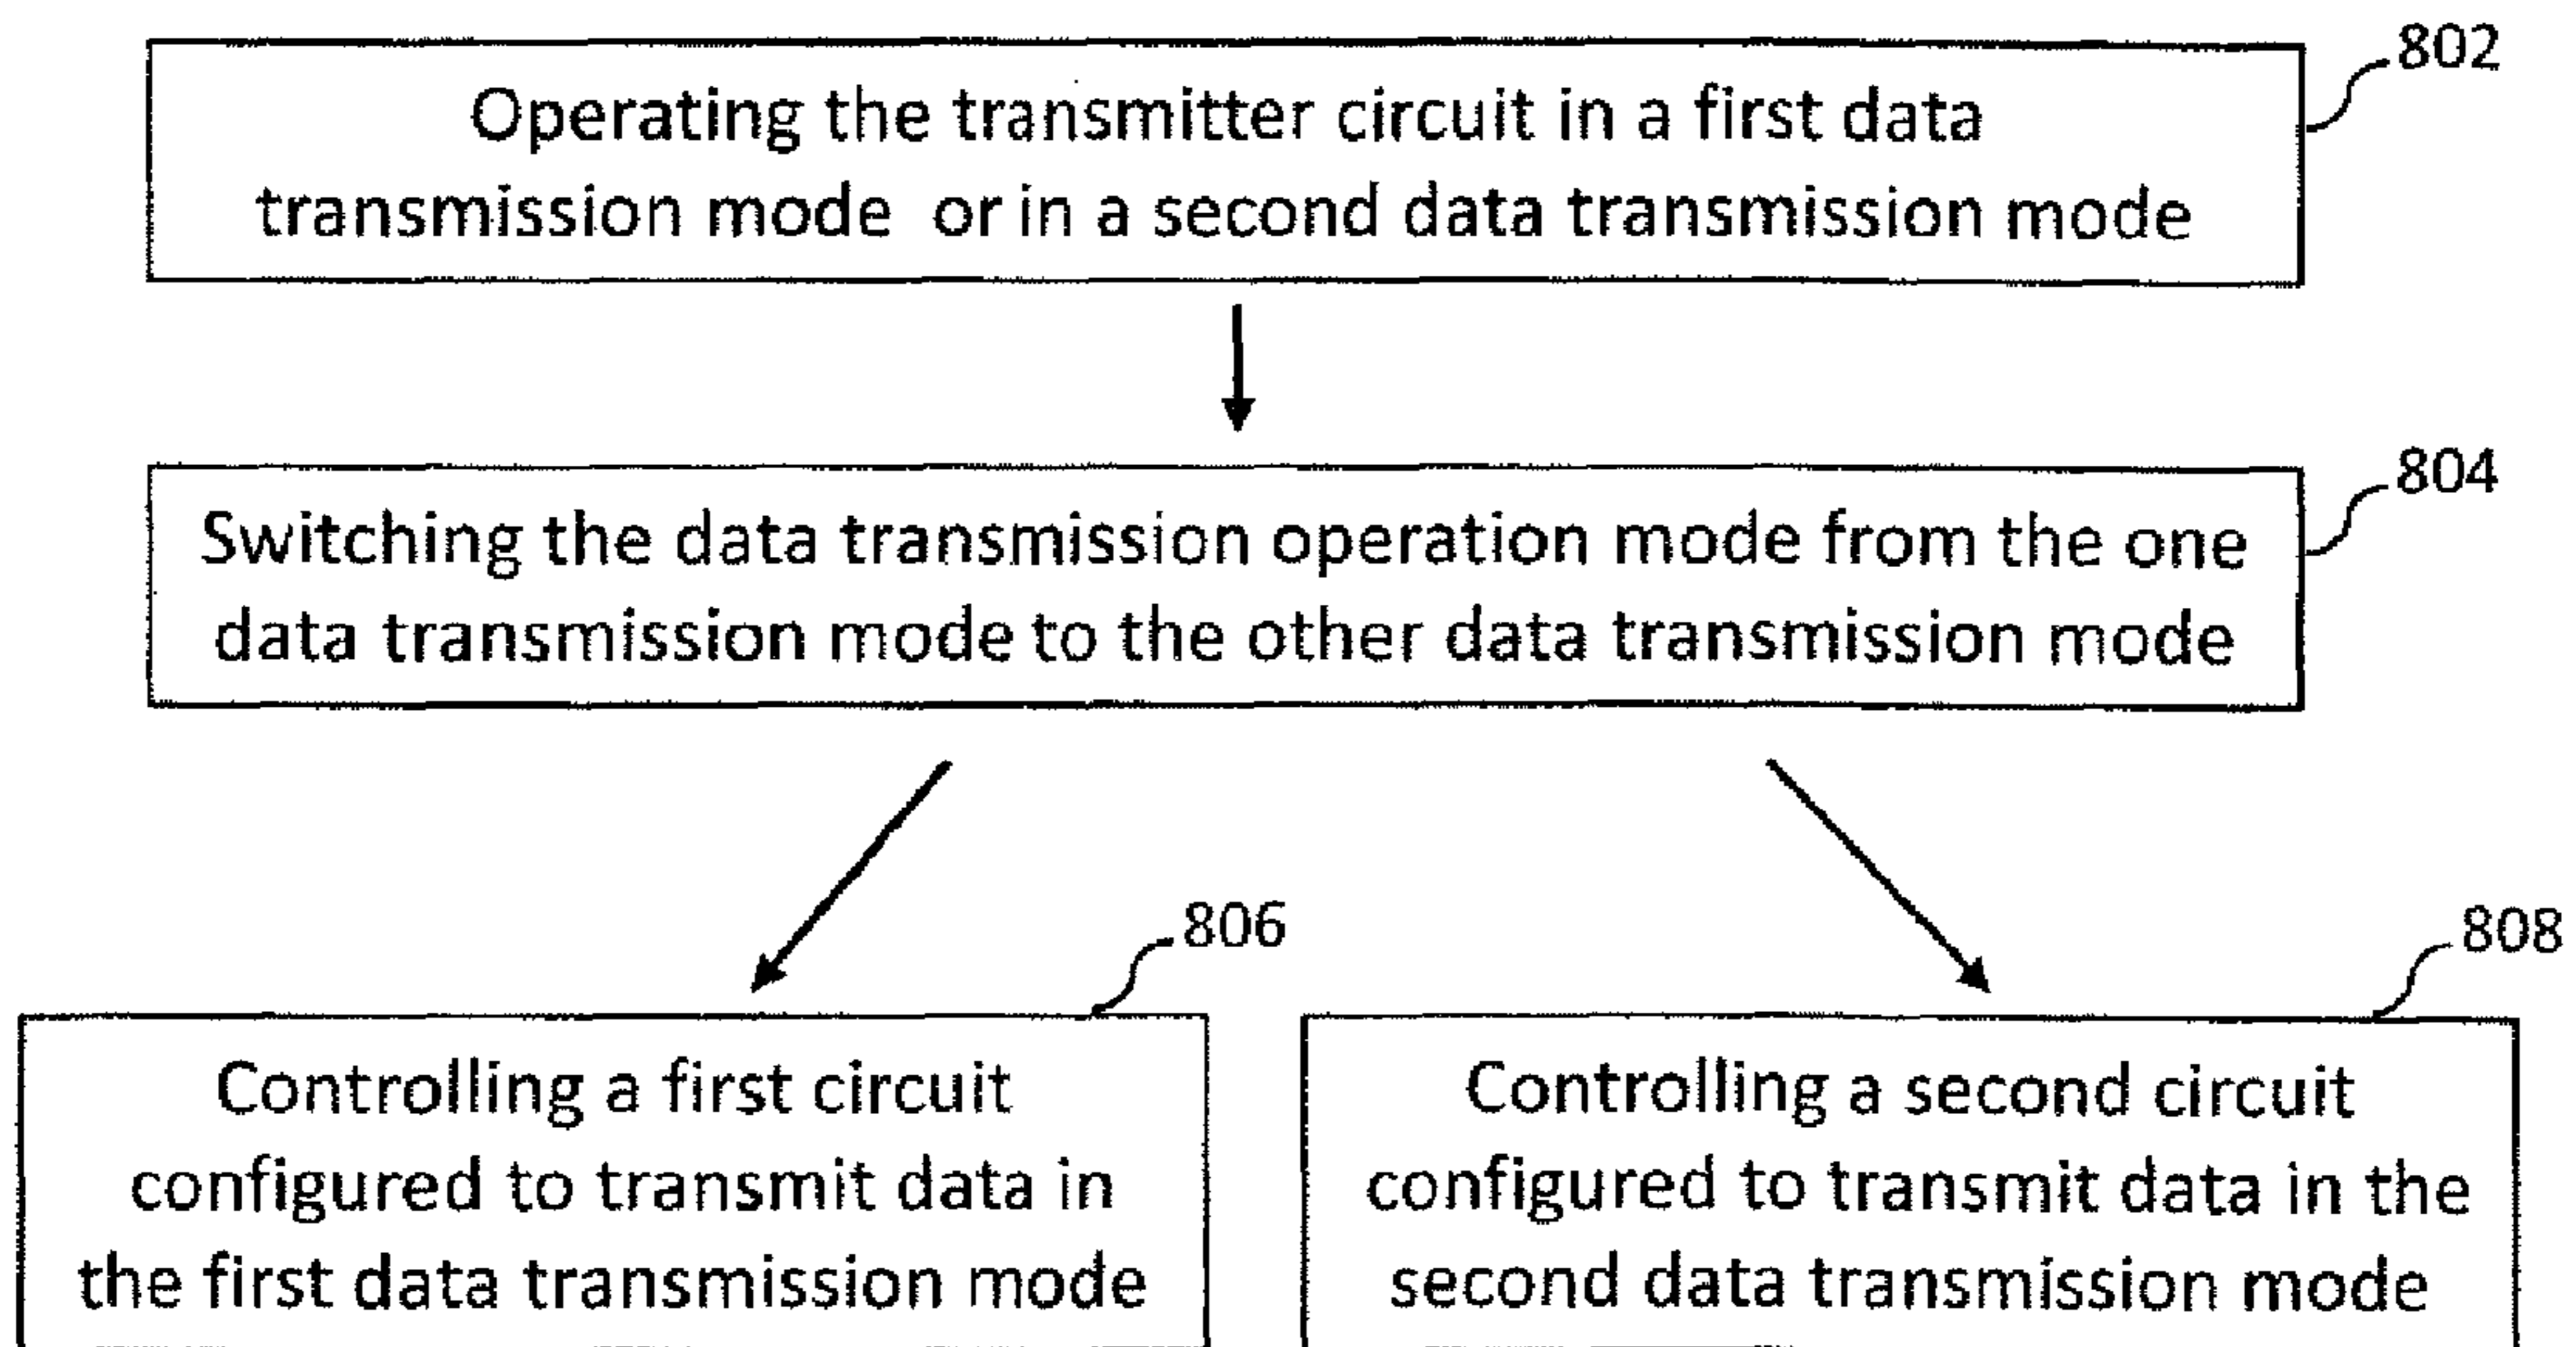 802
Operating the transmitter circuit in a first data
transmission mode or in a second data transmission mode
804
Switching the data transmission operation mode from the one
data transmission mode to the other data transmission mode
806
Controlling a first circuit
configured to transmit data in
the first data transmission mode
808
Controlling a second circuit
configured to transmit data in the
second data transmission mode